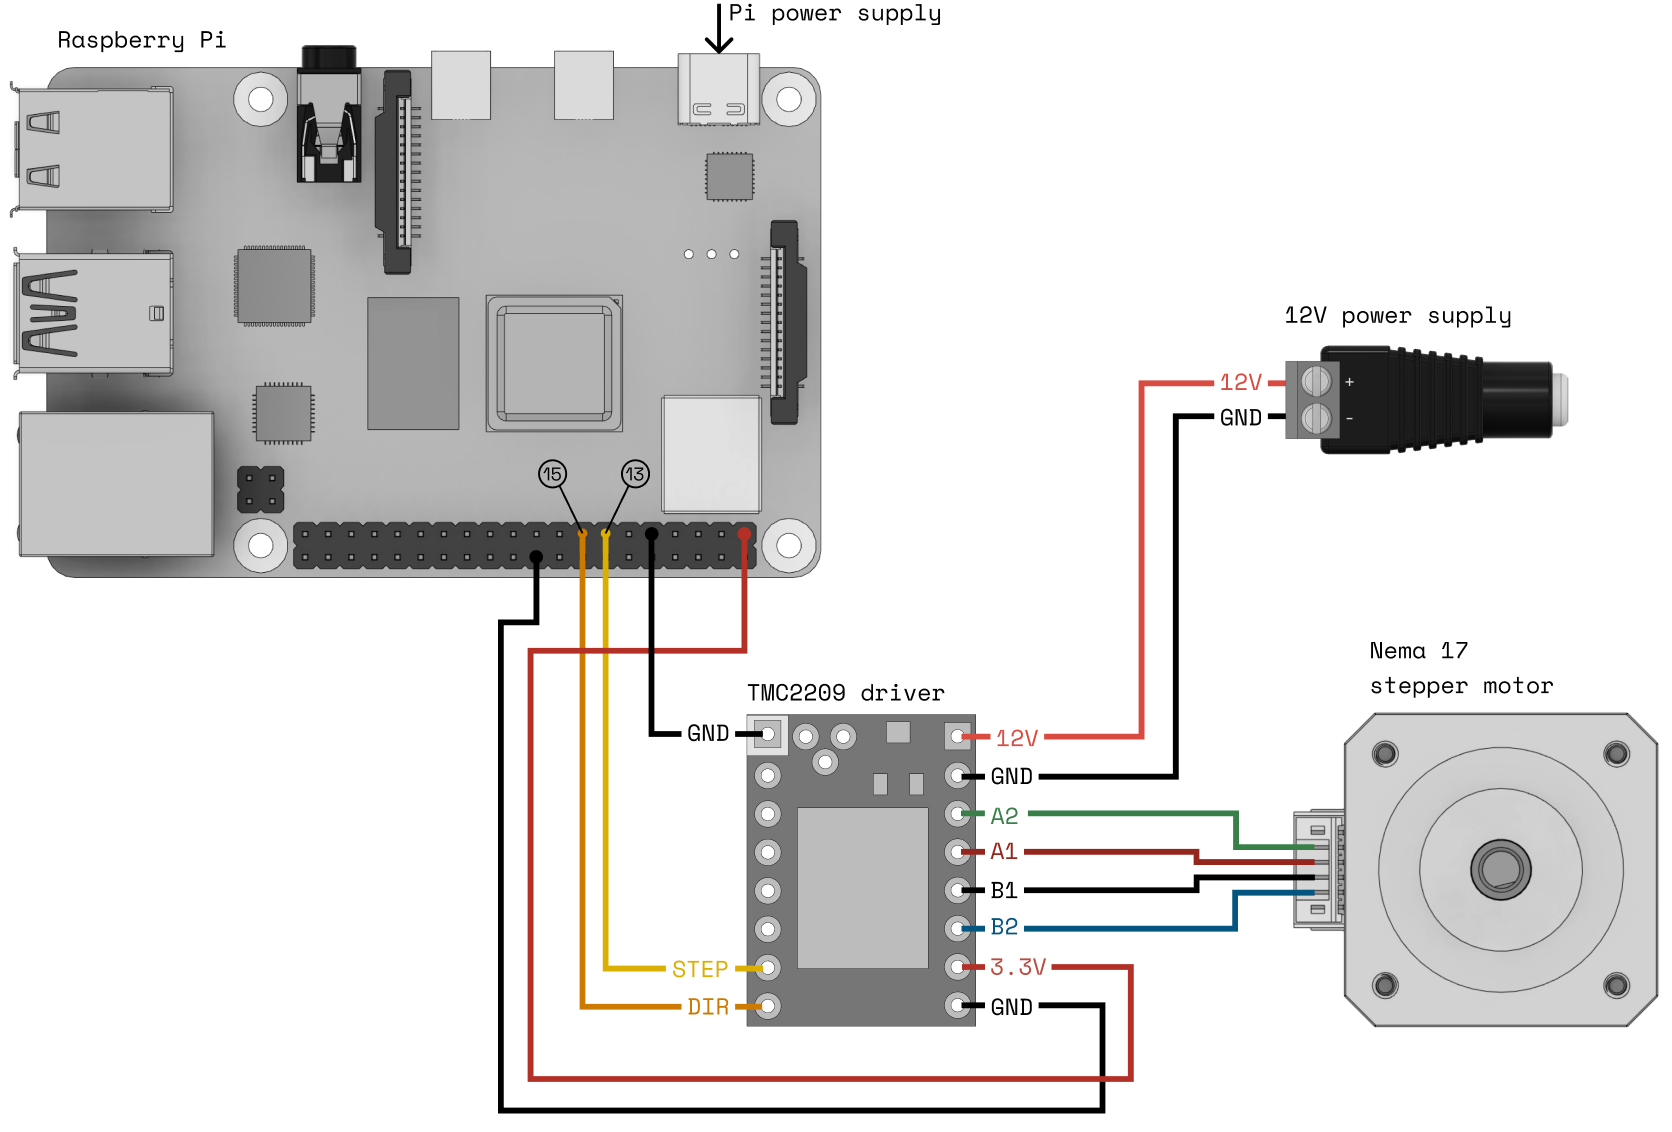 Pi power supply
Raspberry Pi
12V power supply
12V
+
GND
-
15
13
Nema 17
stepper motor
TMC2209 driver
GND
12V
GND
A2
A1
B1
B2
STEP
3.3V
DIR
GND